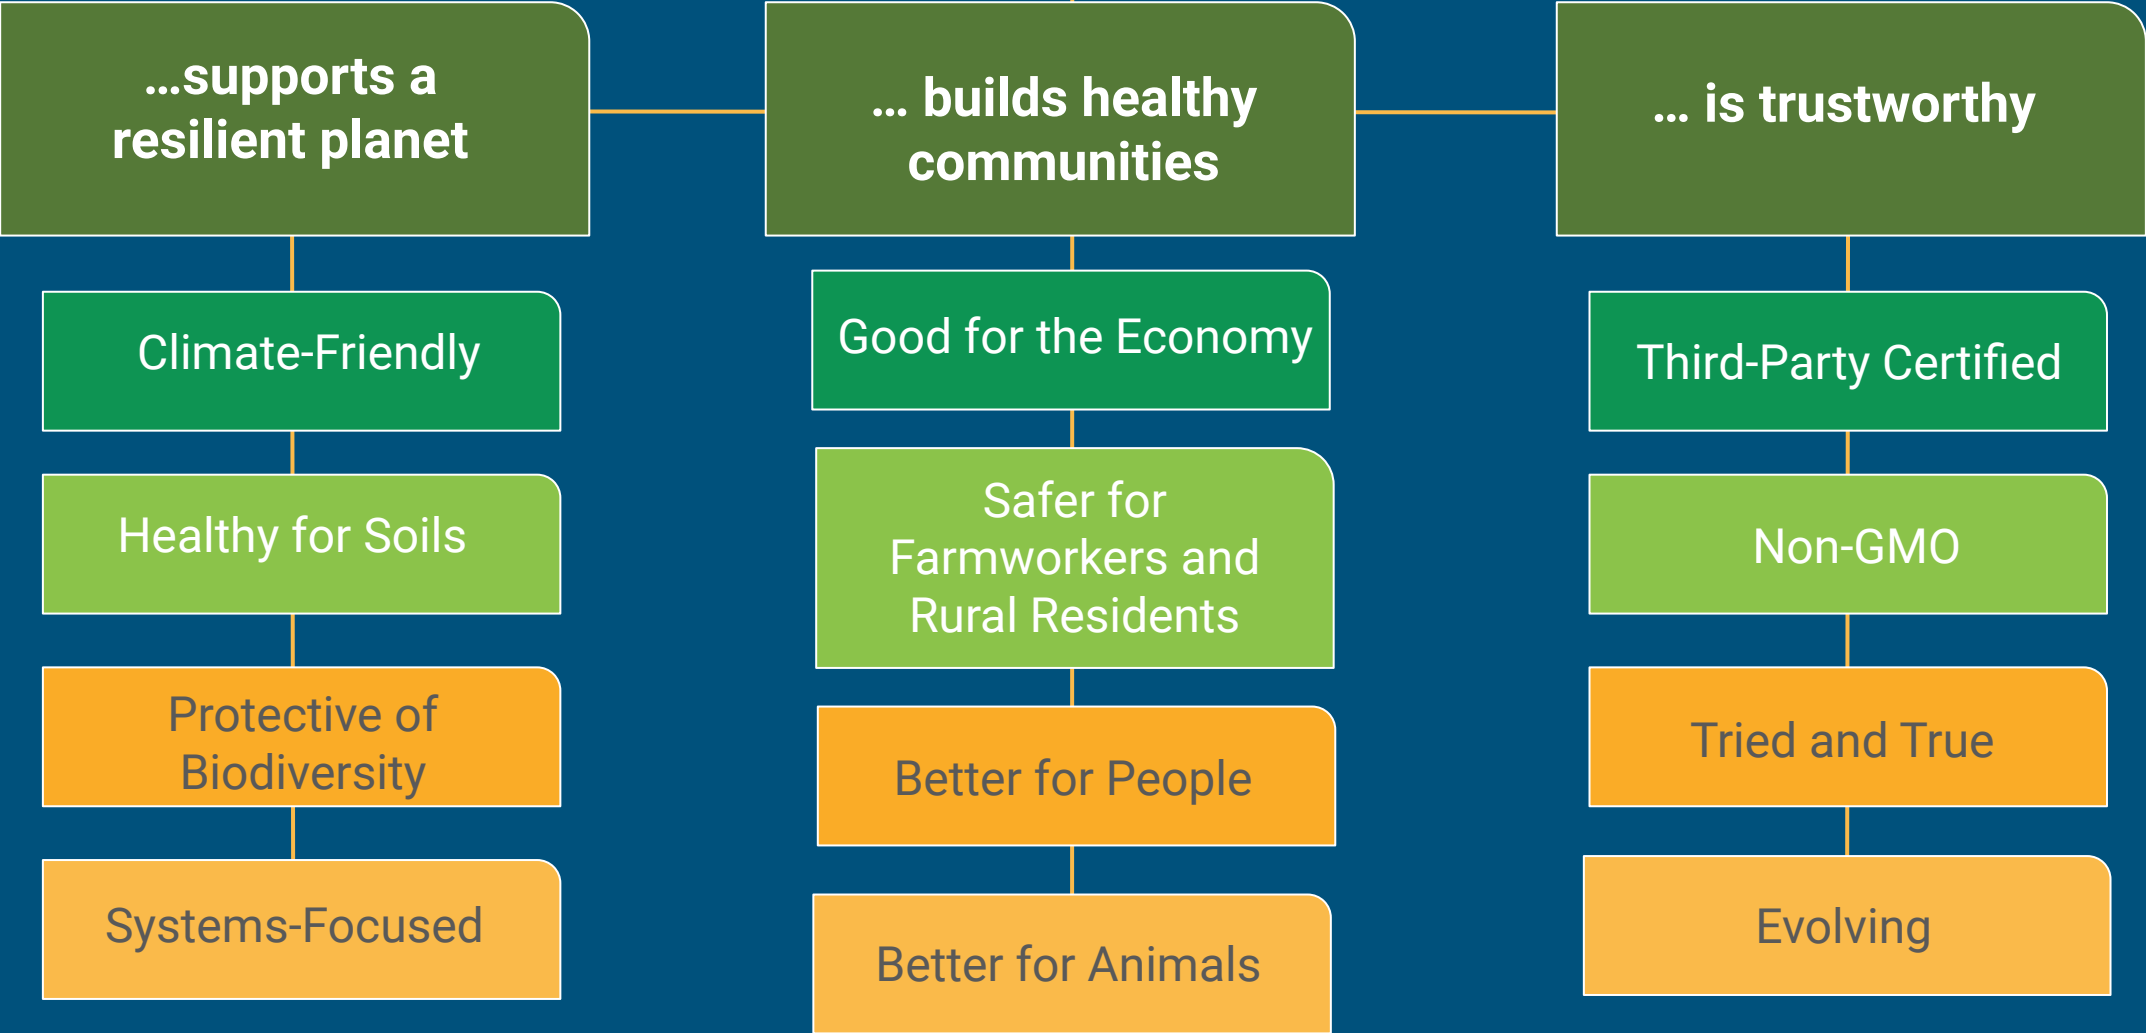 ...supports a
resilient planet
Climate-Friendly
Healthy for Soils
Protective of
Biodiversity
Systems-Focused
... builds healthy
communities
Good for the Economy
Safer for
Farmworkers and
Rural Residents
Better for People
Better for Animals
... is trustworthy
Third-Party Certified
Non-GMO
Tried and True
Evolving